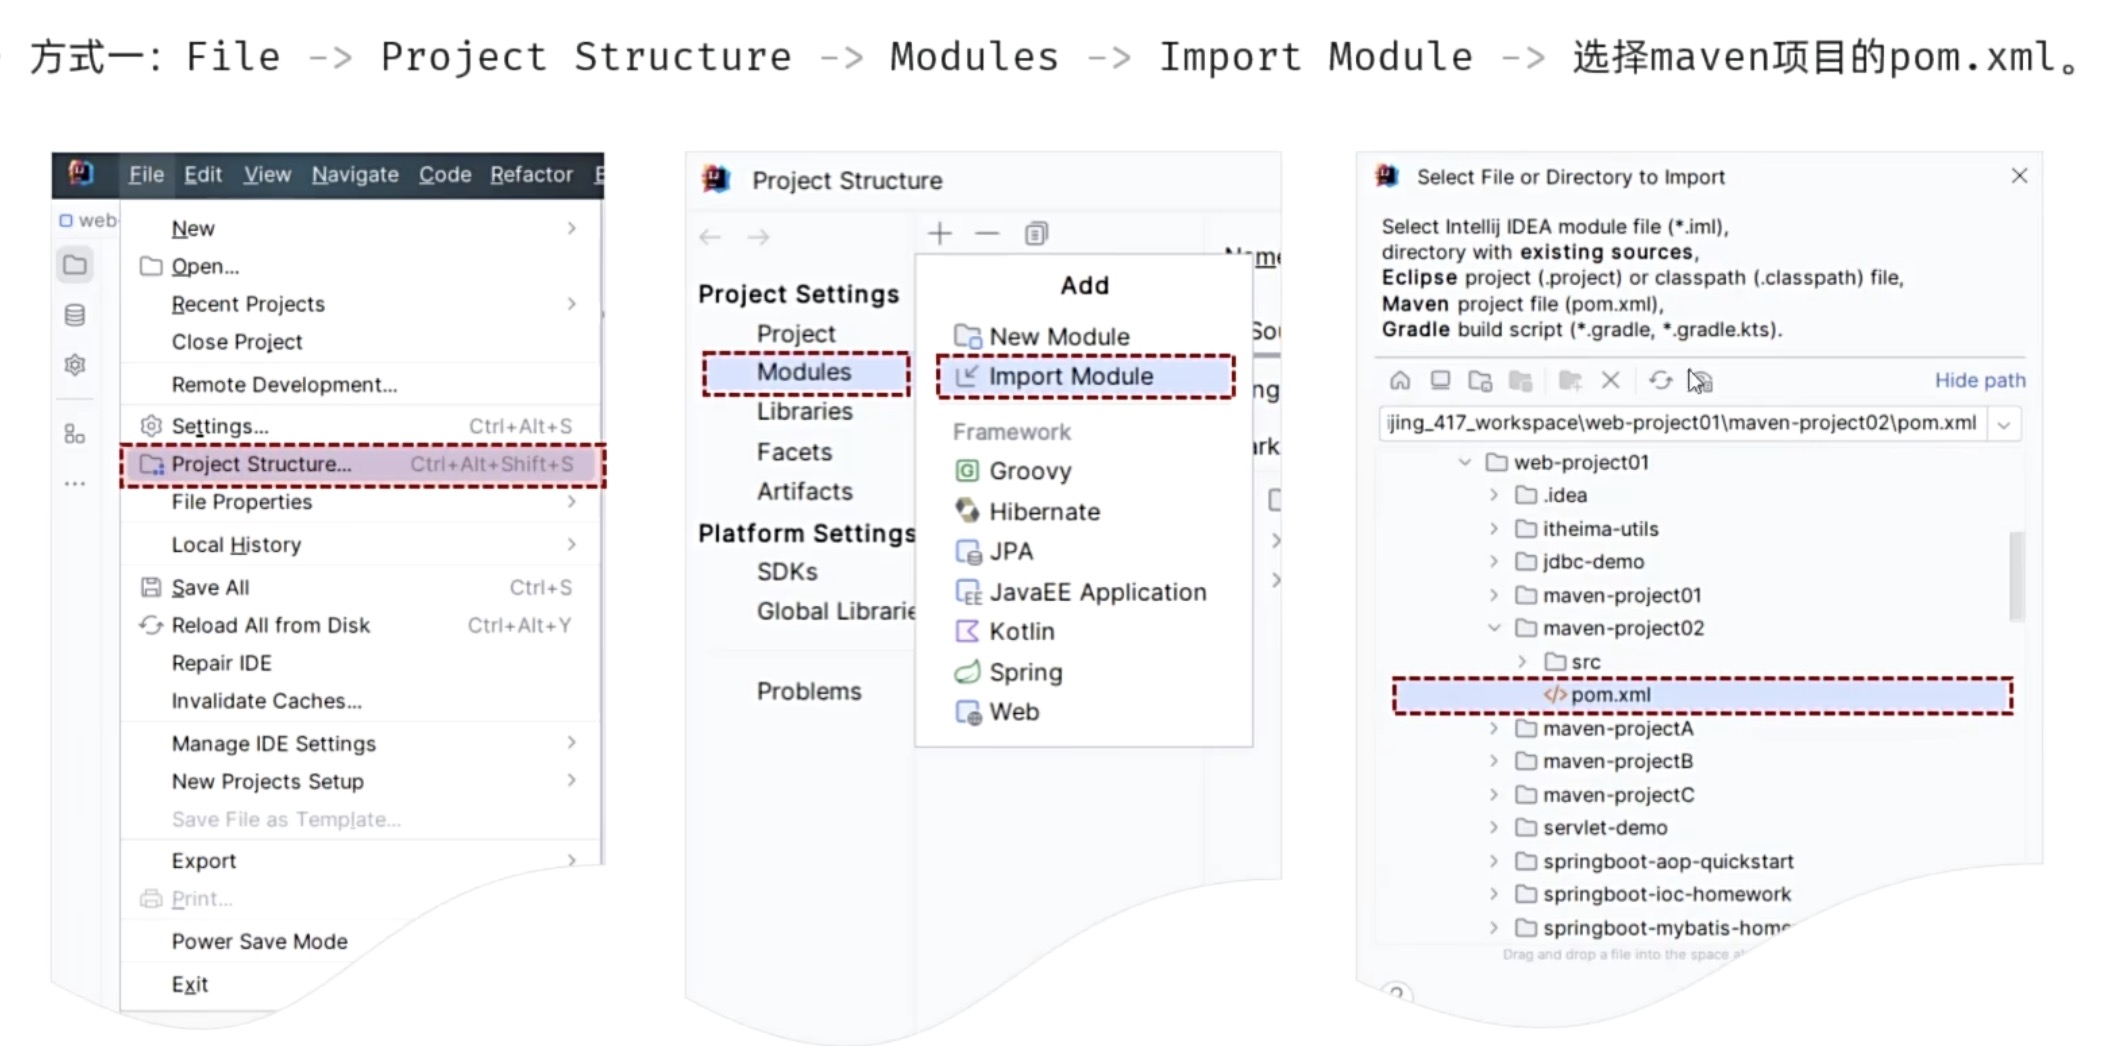 方式一：File -> Project Structure -> Modules -> Import Module -> 选择maven项目的pom.xml。
File Edit View Navigate Code Refactor
web-
New
Open...
Recent Projects
Close Project
Remote Development...
Settings... Ctrl+Alt+S
Project Structure... Ctrl+Alt+Shift+S
File Properties
Local History
Save All Ctrl+S
Reload All from Disk Ctrl+Alt+Y
Repair IDE
Invalidate Caches...
Manage IDE Settings
New Projects Setup
Save File as Template...
Export
Print...
Power Save Mode
Exit
Project Structure
Project Settings
Project
Modules
Libraries
Facets
Artifacts
Platform Settings
SDKs
Global Librarie
Problems
Add
New Module
Import Module
Framework
Groovy
Hibernate
JPA
JavaEE Application
Kotlin
Spring
Web
Sou
ng
ark
Select File or Directory to Import
Select Intellij IDEA module file (*.iml),
directory with existing sources,
Eclipse project (.project) or classpath (.classpath) file,
Maven project file (pom.xml),
Gradle build script (*.gradle, *.gradle.kts).
Hide path
ijing_417_workspace\web-project01\maven-project02\pom.xml
web-project01
.idea
itheima-utils
jdbc-demo
maven-project01
maven-project02
src
</> pom.xml
maven-projectA
maven-projectB
maven-projectC
servlet-demo
springboot-aop-quickstart
springboot-ioc-homework
springboot-mybatis-home
Drag and drop a file into the space